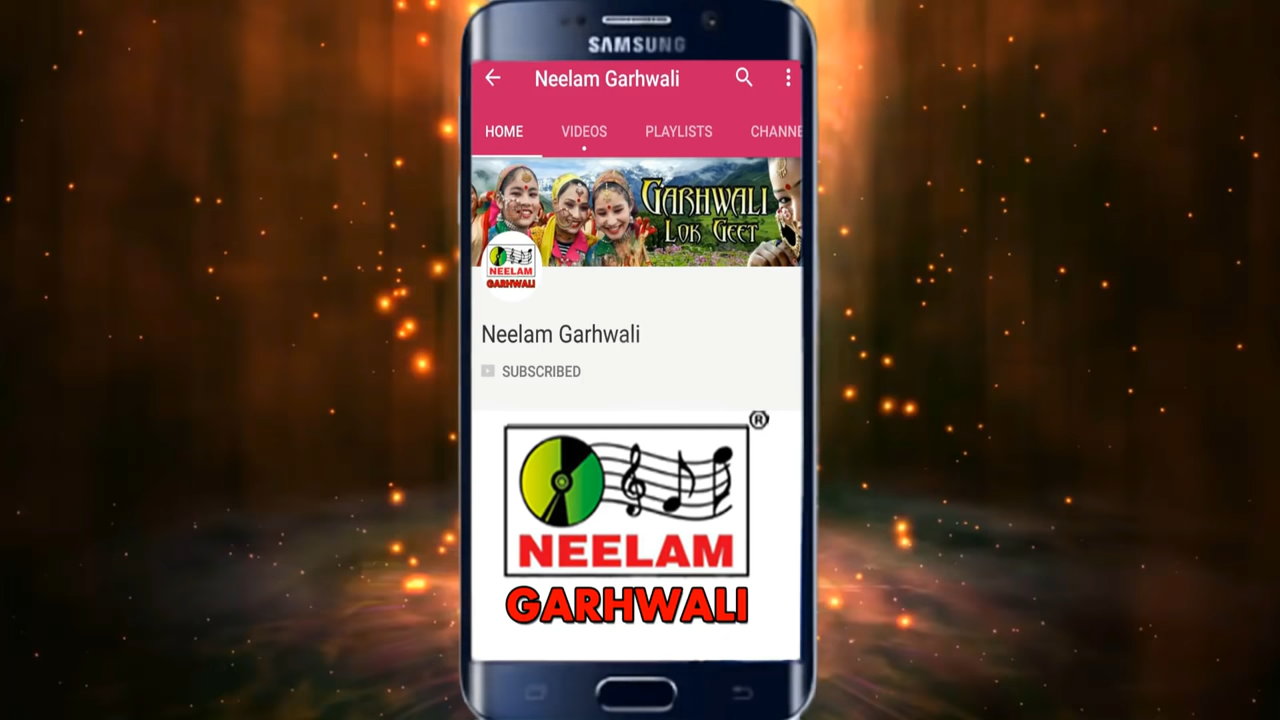 SAMSUNG
Neelam Garhwali
HOME VIDEOS PLAYLISTS CHANNE
GARHWALI
LOK GEET
NEELAM
GARHWALI
Neelam Garhwali
SUBSCRIBED
®
NEELAM
GARHWALI